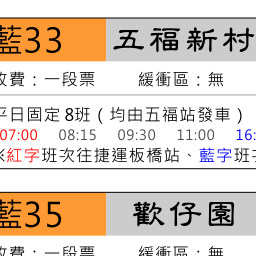 藍33 五福新村
收費：一段票 緩衝區：無
平日固定 8班（均由五福站發車）
07:00 08:15 09:30 11:00 16:
※紅字班次往捷運板橋站、藍字班
藍35 歡仔園
收費：一段票 緩衝區：無